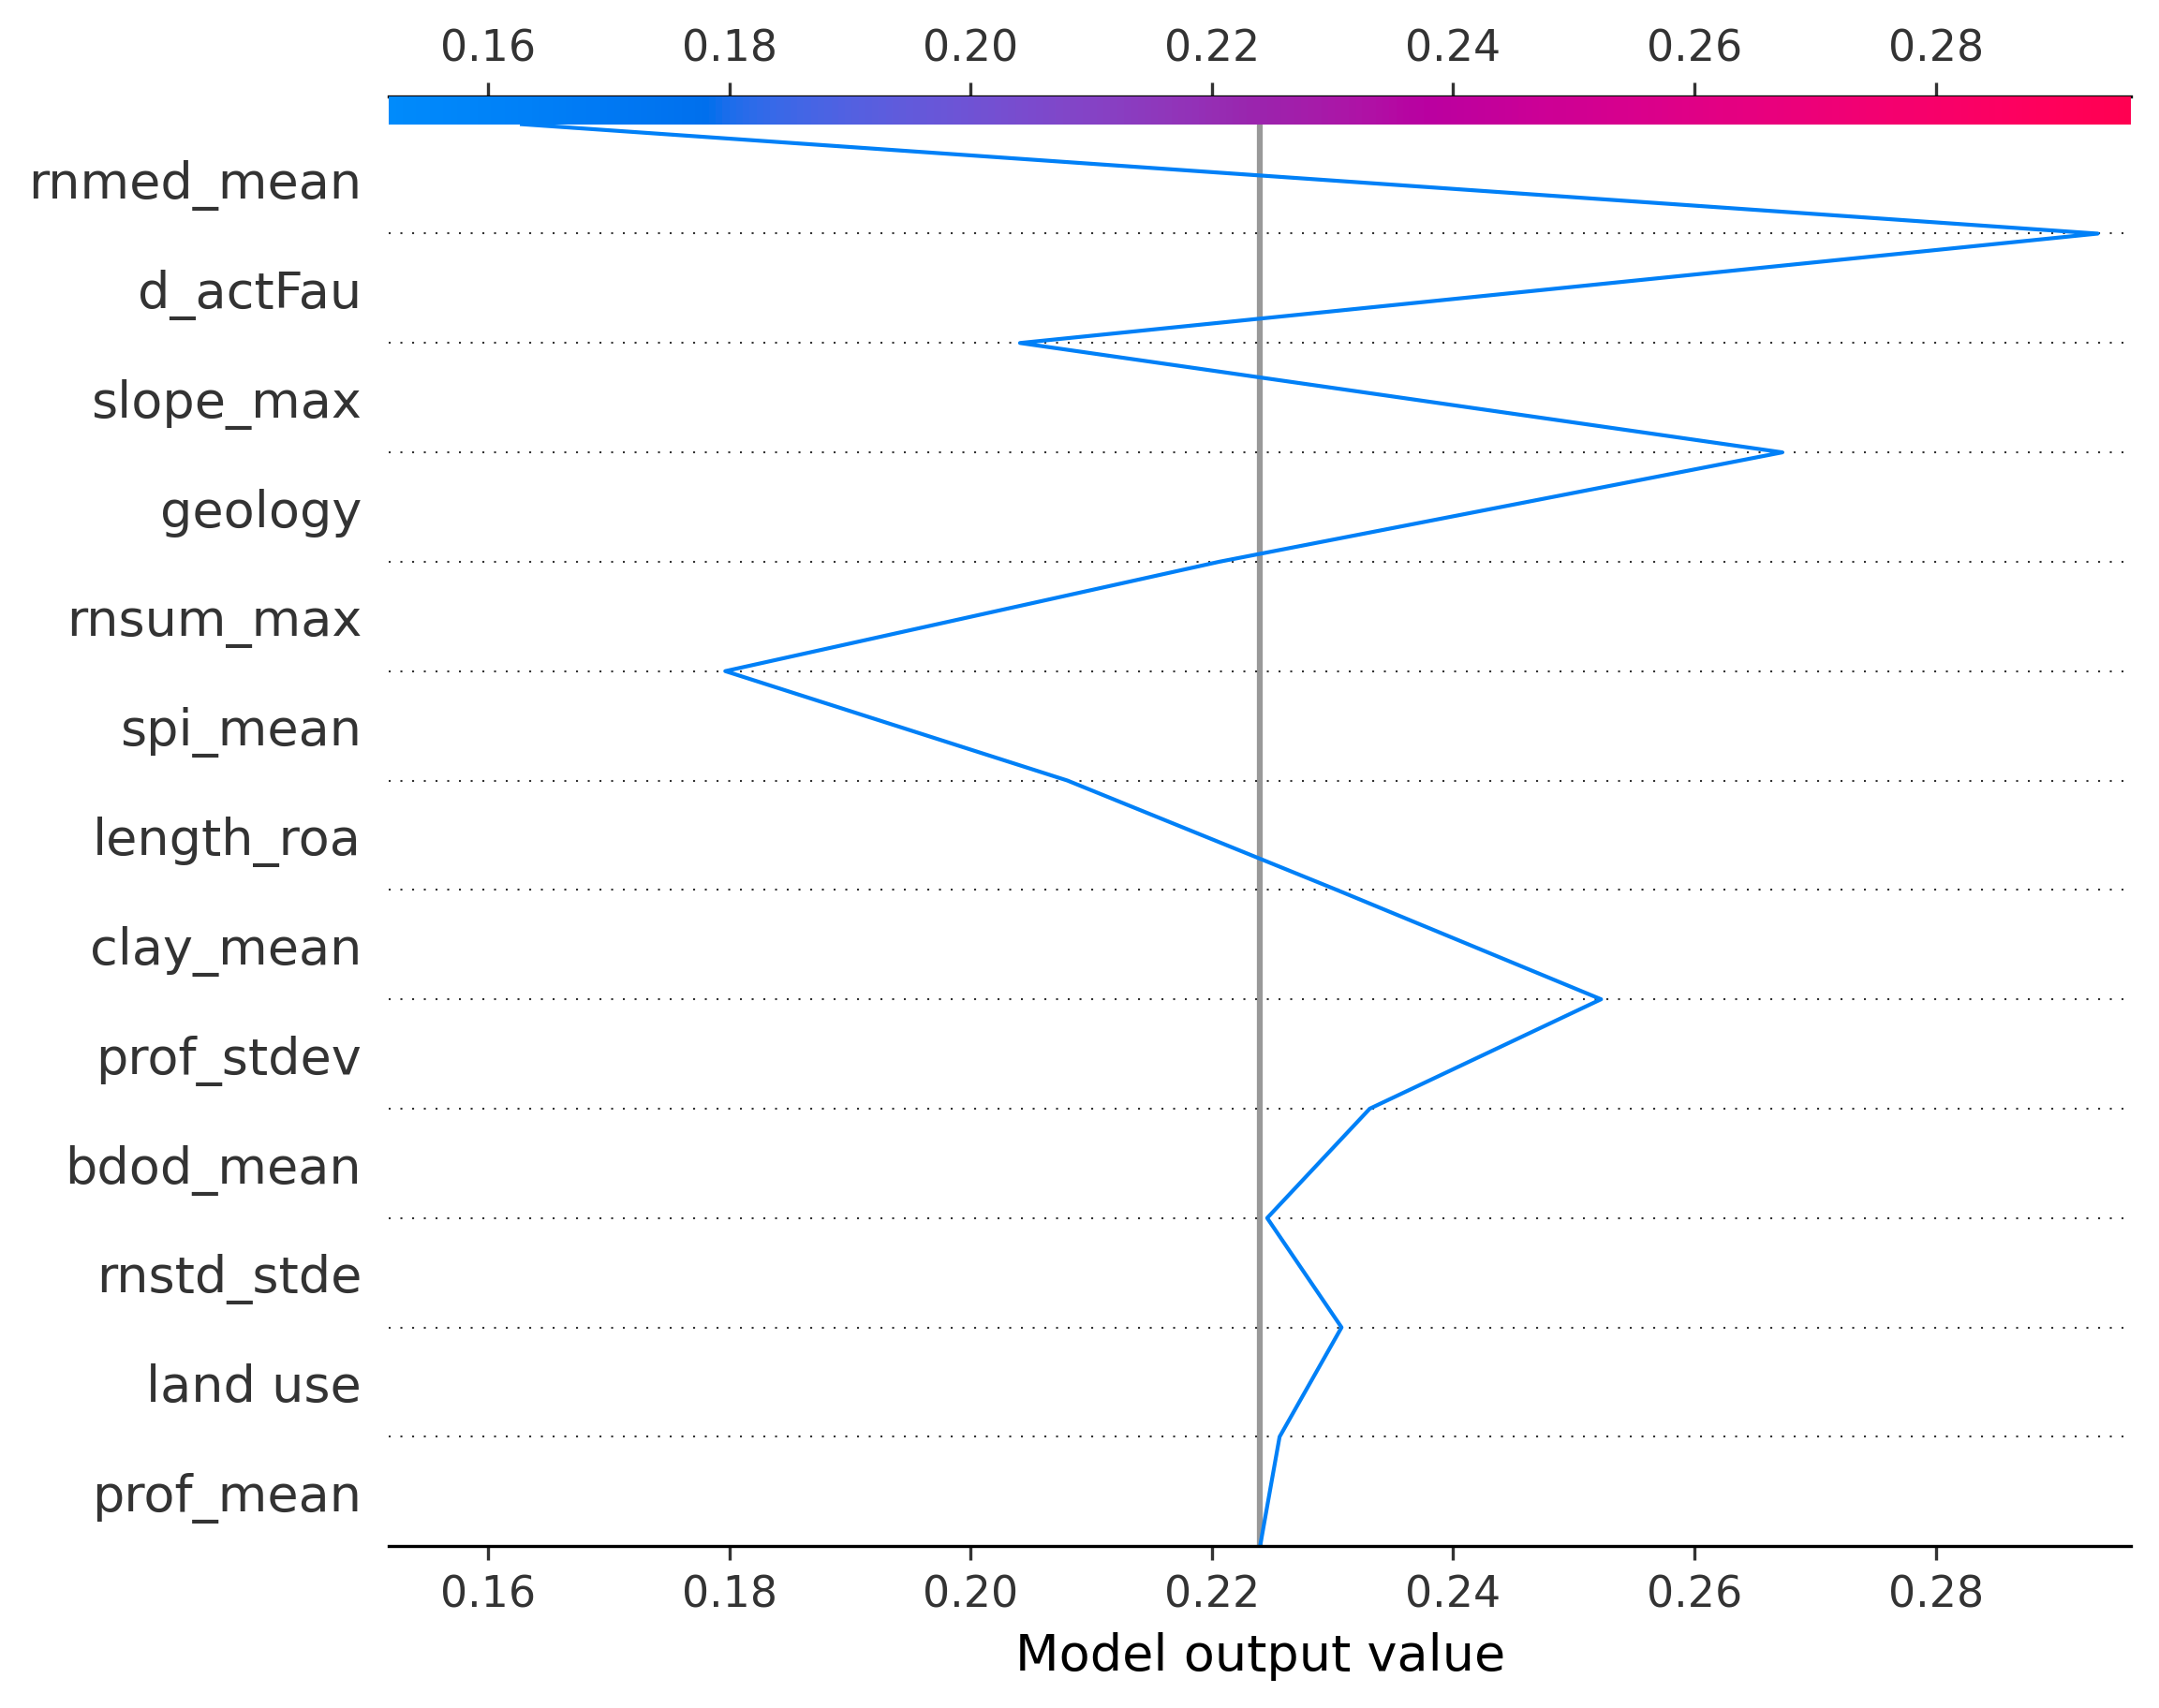 0.16 0.18 0.20 0.22 0.24 0.26 0.28
rnmed_mean
d_actFau
slope_max
geology
rnsum_max
spi_mean
length_roa
clay_mean
prof_stdev
bdod_mean
rnstd_stde
land use
prof_mean
0.16 0.18 0.20 0.22 0.24 0.26 0.28
Model output value